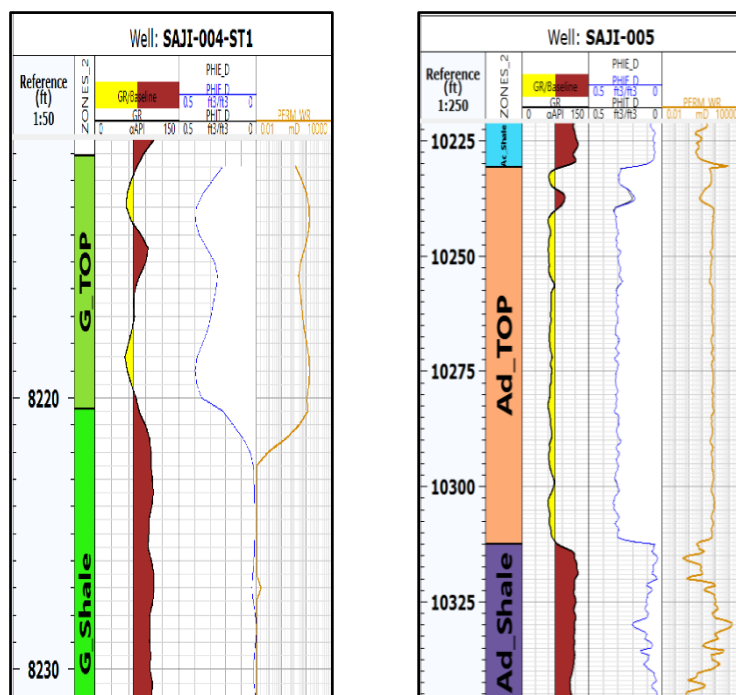 Well: SAJI-004-ST1
Reference
(ft)
1:50
ZONES_2
GR/Baseline
GR
0 gAPI 150
PHIE_D
PHIE_D
0.5 ft3/ft3 0
PHIT_D
0.5 ft3/ft3 0
PERM_WR
0.01 mD 10000
G_TOP
8220
G_Shale
8230
Well: SAJI-005
Reference
(ft)
1:250
ZONES_2
GR/Baseline
GR
0 gAPI 150
PHIE_D
PHIE_D
0.5 ft3/ft3 0
PHIT_D
0.5 ft3/ft3 0
PERM_WR
0.01 mD 10000
Ac_Shale
10225
10250
Ad_TOP
10275
10300
Ad_Shale
10325